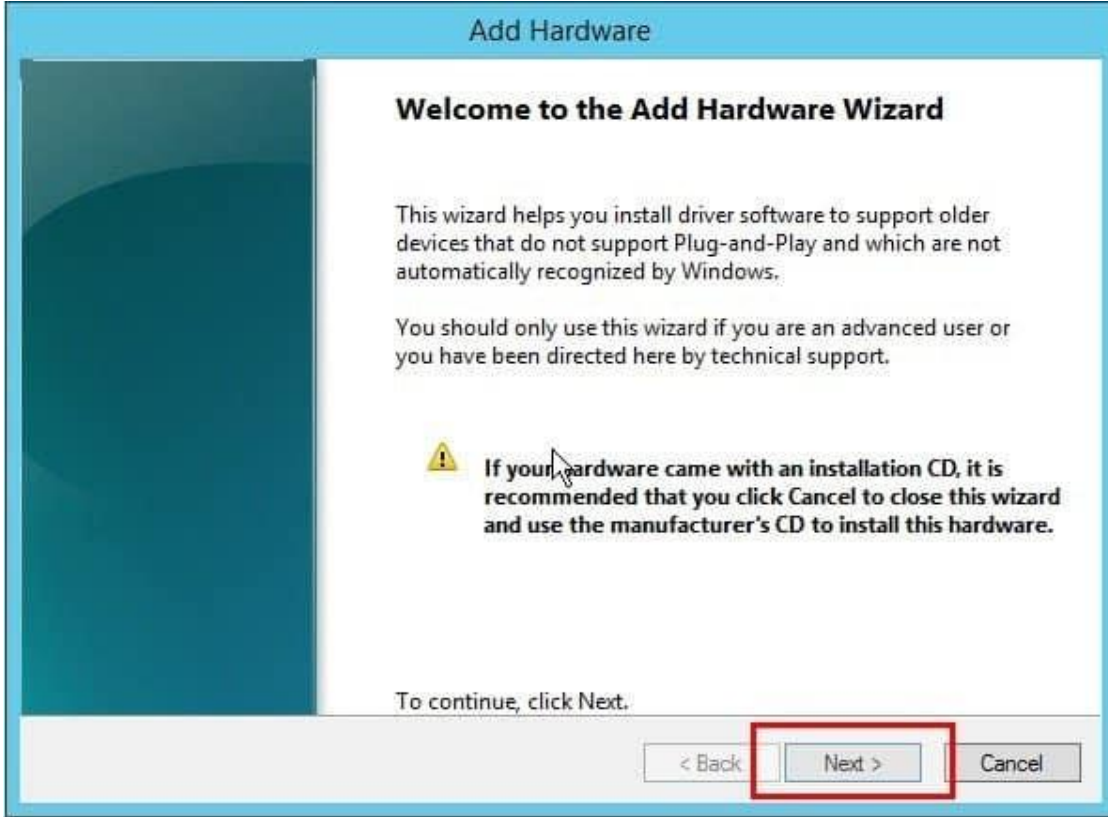 Add Hardware
Welcome to the Add Hardware Wizard
This wizard helps you install driver software to support older
devices that do not support Plug-and-Play and which are not
automatically recognized by Windows.
You should only use this wizard if you are an advanced user or
you have been directed here by technical support.
If your hardware came with an installation CD, it is
recommended that you click Cancel to close this wizard
and use the manufacturer's CD to install this hardware.
To continue, click Next.
< Back Next > Cancel